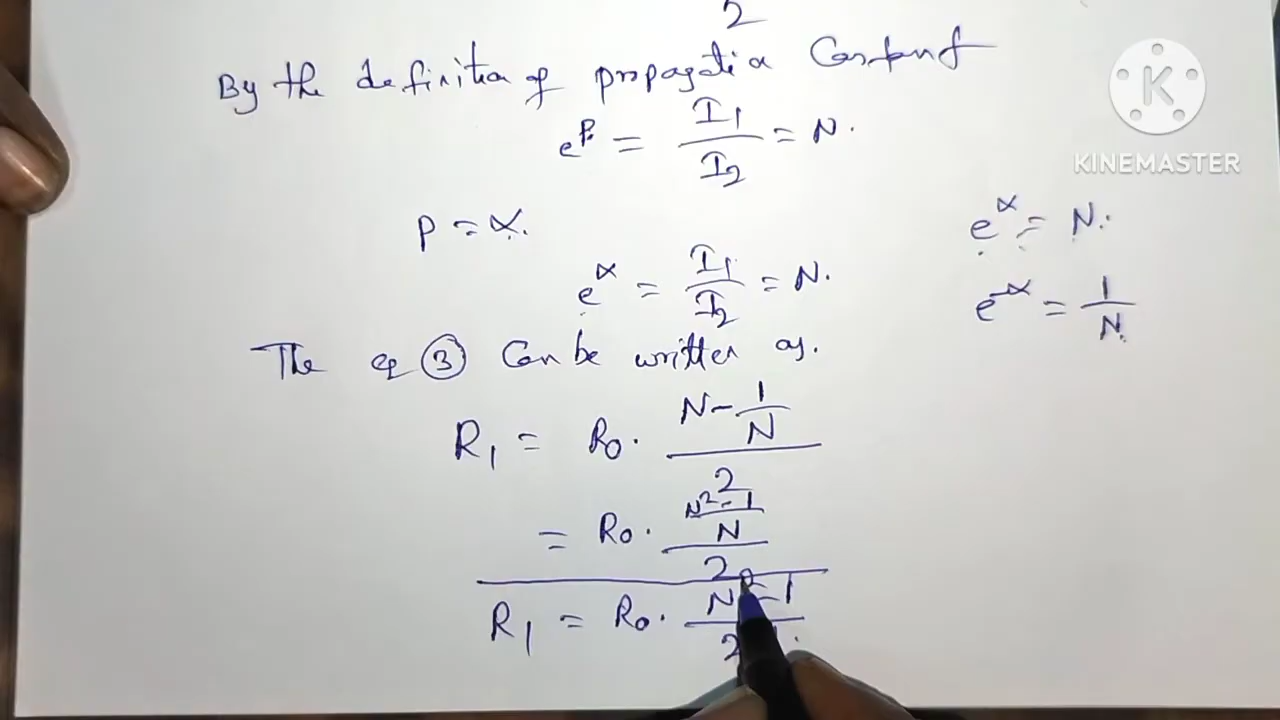 2
By the definition of propagation Constant
e^P = I1/I2 = N.
P = α.
e^α = N.
e^α = I1/I2 = N.
e^-α = 1/N
The eq ③ Can be written as.
R1 = R0 · (N - 1/N)/2
= R0 · ((N² - 1)/N)/2
R1 = R0 · (N² - 1)/2
K
KINEMASTER